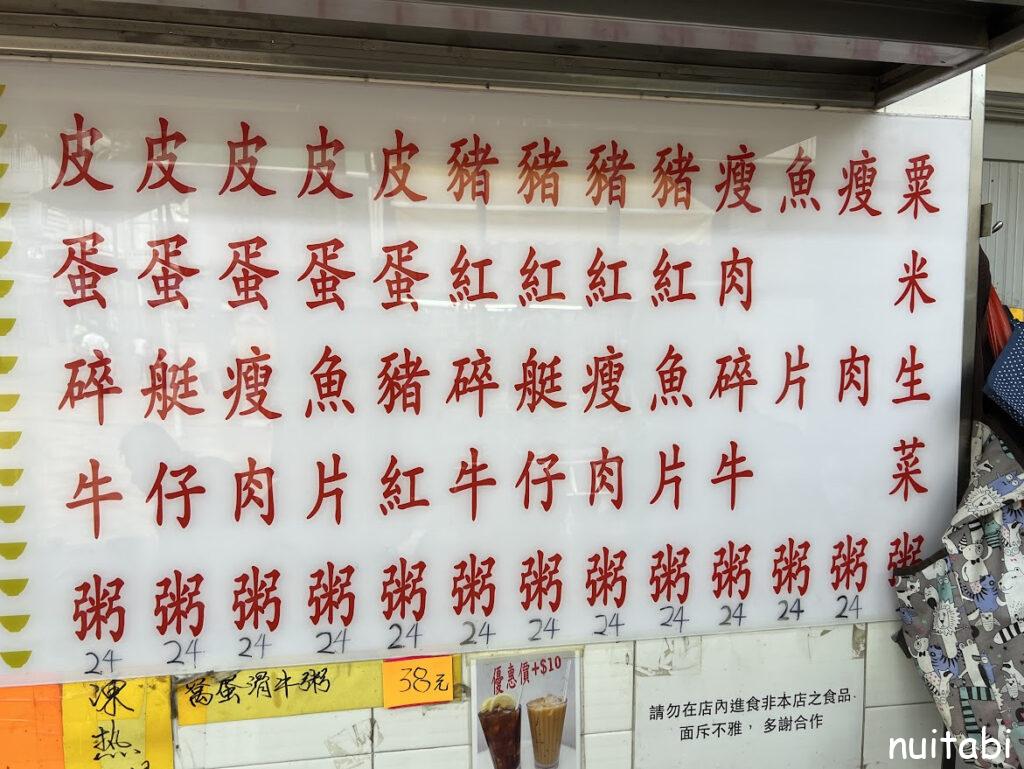 皮蛋碎牛粥 24
皮蛋艇仔粥 24
皮蛋瘦肉粥 24
皮蛋魚片粥 24
皮蛋豬紅粥 24
豬紅碎牛粥 24
豬紅艇仔粥 24
豬紅瘦肉粥 24
豬紅魚片粥 24
瘦肉碎牛粥 24
魚片粥 24
瘦肉粥 24
粟米生菜粥
凍
熱
窩蛋滑牛粥
38元
優惠價+$10
請勿在店內進食非本店之食品.
面斥不雅， 多謝合作
nuitabi